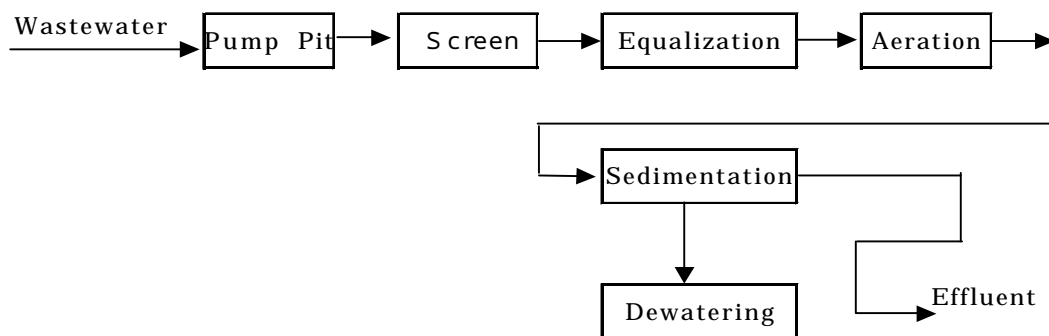 Wastewater
Pump Pit
Screen
Equalization
Aeration
Sedimentation
Dewatering
Effluent